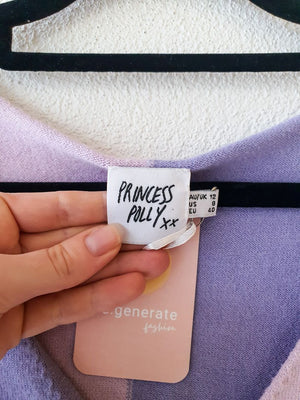 PRINCESS
POLLY xx
AU/UK 12
US 8
EU 40
generate
fashion